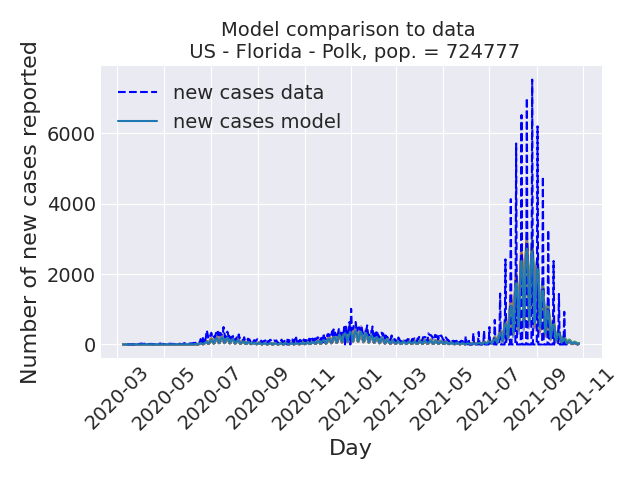 Model comparison to data
US - Florida - Polk, pop. = 724777
new cases data
new cases model
Number of new cases reported
6000
4000
2000
0
2020-03
2020-05
2020-07
2020-09
2020-11
2021-01
2021-03
2021-05
2021-07
2021-09
2021-11
Day